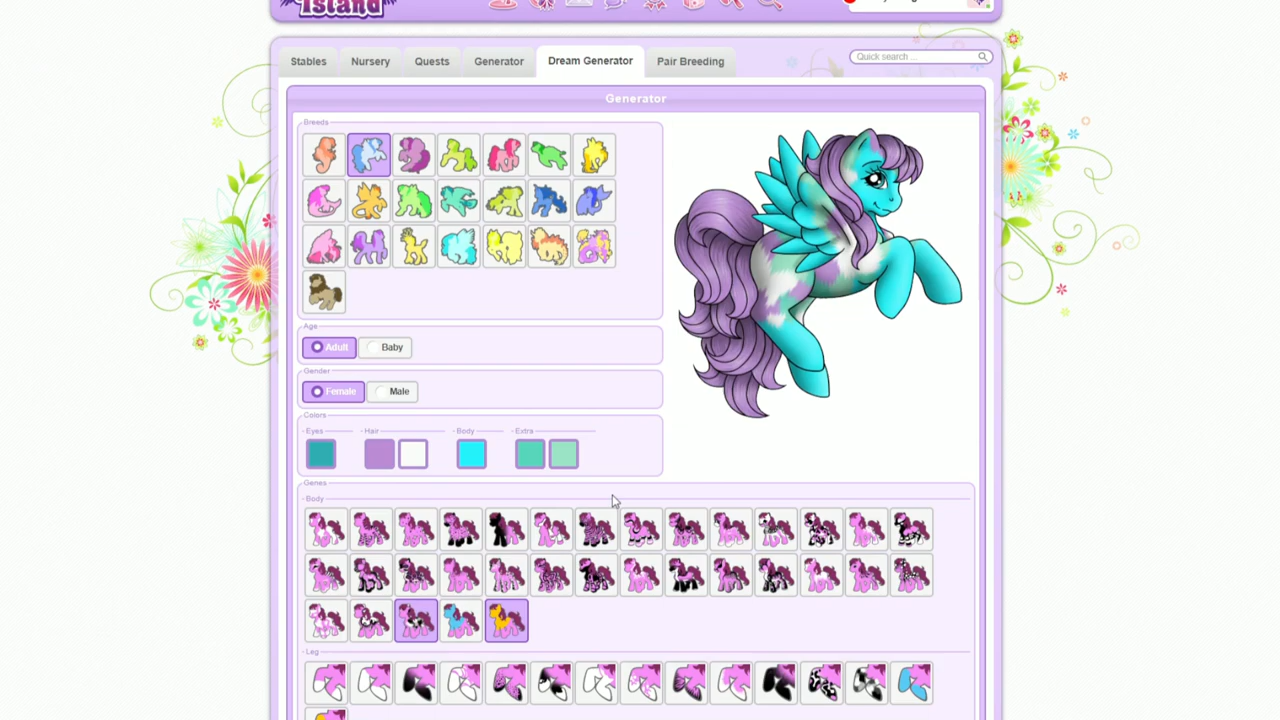 Island
Stables
Nursery
Quests
Generator
Dream Generator
Pair Breeding
Quick search ...
Generator
Breeds
Age
Adult
Baby
Gender
Female
Male
Colors
Eyes
Hair
Body
Extra
Genes
Body
Leg